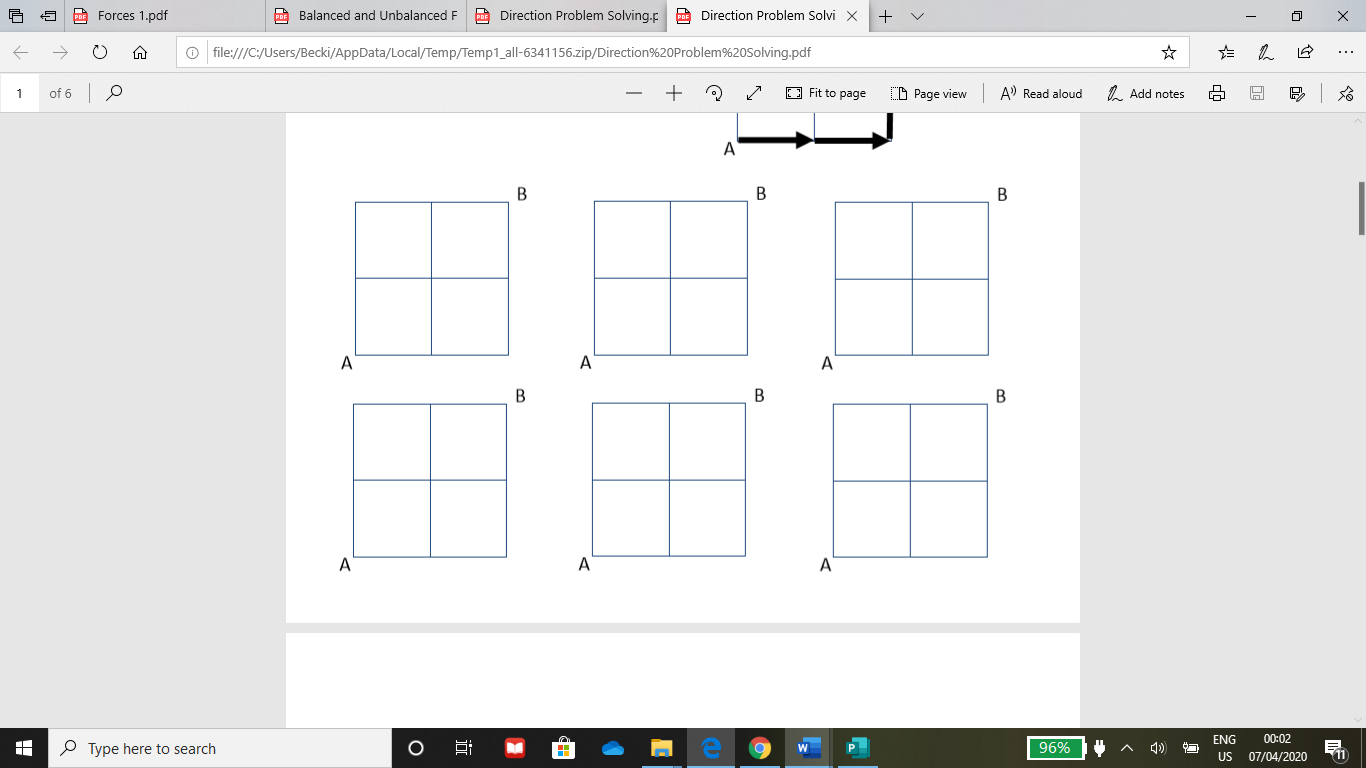 Forces 1.pdf
Balanced and Unbalanced F
Direction Problem Solving.p
Direction Problem Solvi
file:///C:/Users/Becki/AppData/Local/Temp/Temp1_all-6341156.zip/Direction%20Problem%20Solving.pdf
1 of 6
Fit to page
Page view
Read aloud
Add notes
A
B B B
A A A
B B B
A A A
Type here to search
96%
ENG
US
00:02
07/04/2020
11